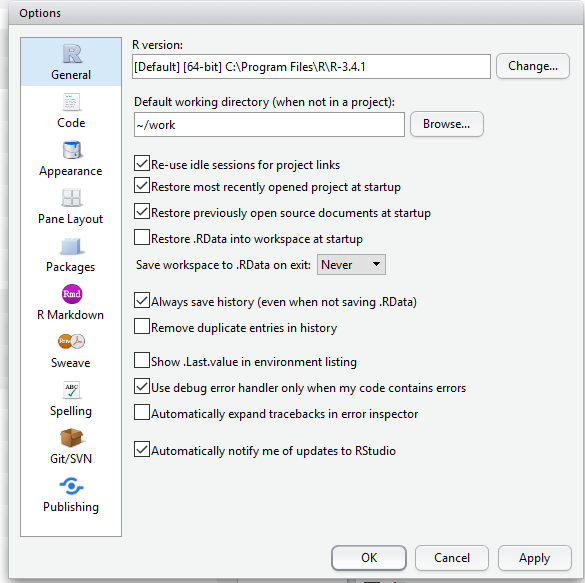 Options
R version:
R
General
[Default] [64-bit] C:\Program Files\R\R-3.4.1
Change...
Code
Default working directory (when not in a project):
~/work
Browse...
Appearance
Re-use idle sessions for project links
Restore most recently opened project at startup
Pane Layout
Restore previously open source documents at startup
Restore .RData into workspace at startup
Packages
Save workspace to .RData on exit:
Never
Rmd
R Markdown
Always save history (even when not saving .RData)
Remove duplicate entries in history
Rnw
Sweave
Show .Last.value in environment listing
Use debug error handler only when my code contains errors
ABC
Spelling
Automatically expand tracebacks in error inspector
Git/SVN
Automatically notify me of updates to RStudio
Publishing
OK
Cancel
Apply